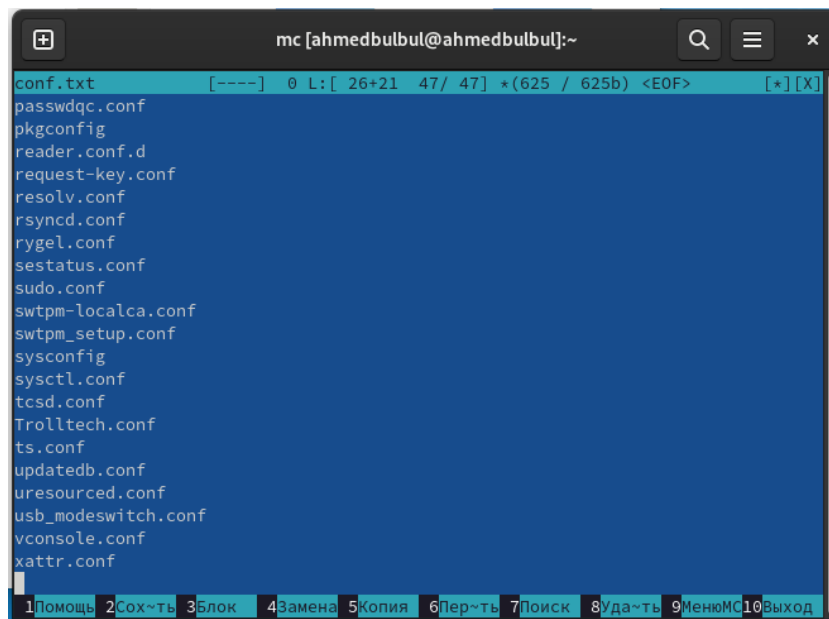 mc [ahmedbulbul@ahmedbulbul]:~
conf.txt [----] 0 L:[ 26+21 47/ 47] *(625 / 625b) <EOF> [*][X]
passwdqc.conf
pkgconfig
reader.conf.d
request-key.conf
resolv.conf
rsyncd.conf
rygel.conf
sestatus.conf
sudo.conf
swtpm-localca.conf
swtpm_setup.conf
sysconfig
sysctl.conf
tcsd.conf
Trolltech.conf
ts.conf
updatedb.conf
uresourced.conf
usb_modeswitch.conf
vconsole.conf
xattr.conf
1Помощь 2Сох~ть 3Блок 4Замена 5Копия 6Пер~ть 7Поиск 8Уда~ть 9МенюMC10Выход